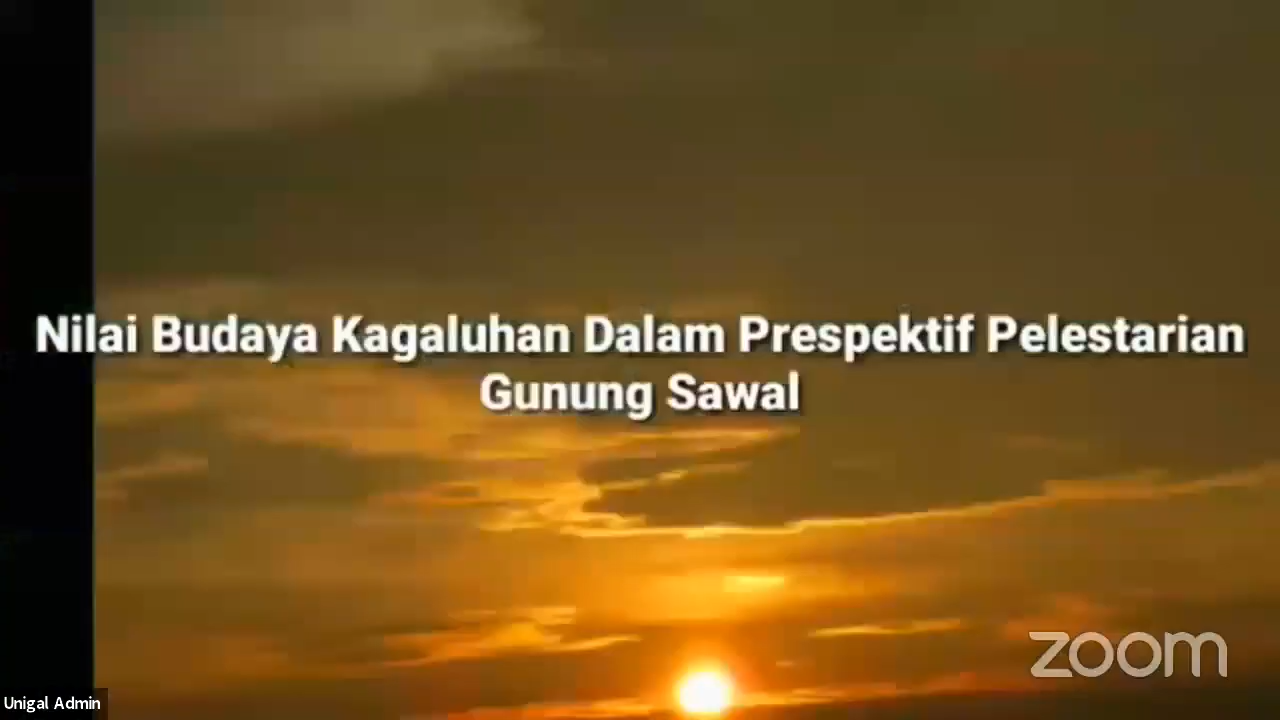 Nilai Budaya Kagaluhan Dalam Prespektif Pelestarian
Gunung Sawal
zoom
Unigal Admin